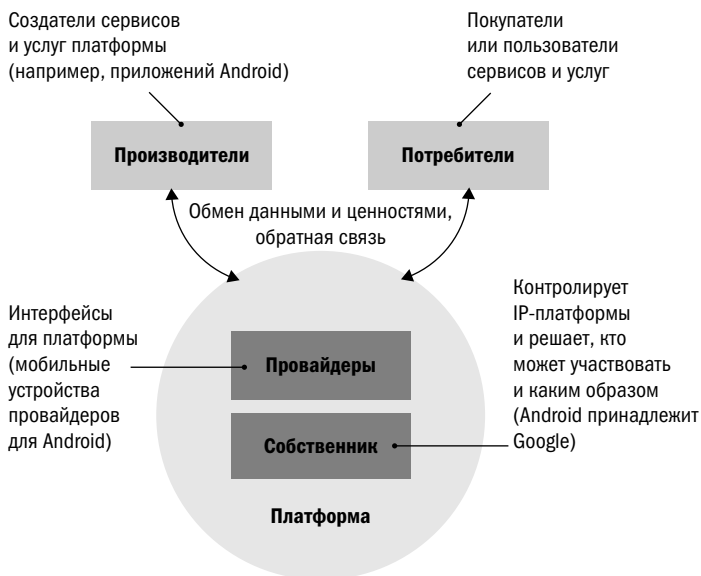 Создатели сервисов
и услуг платформы
(например, приложений Android)
Покупатели
или пользователи
сервисов и услуг
Производители
Потребители
Обмен данными и ценностями,
обратная связь
Интерфейсы
для платформы
(мобильные
устройства
провайдеров
для Android)
Провайдеры
Собственник
Платформа
Контролирует
IP-платформы
и решает, кто
может участвовать
и каким образом
(Android принадлежит
Google)